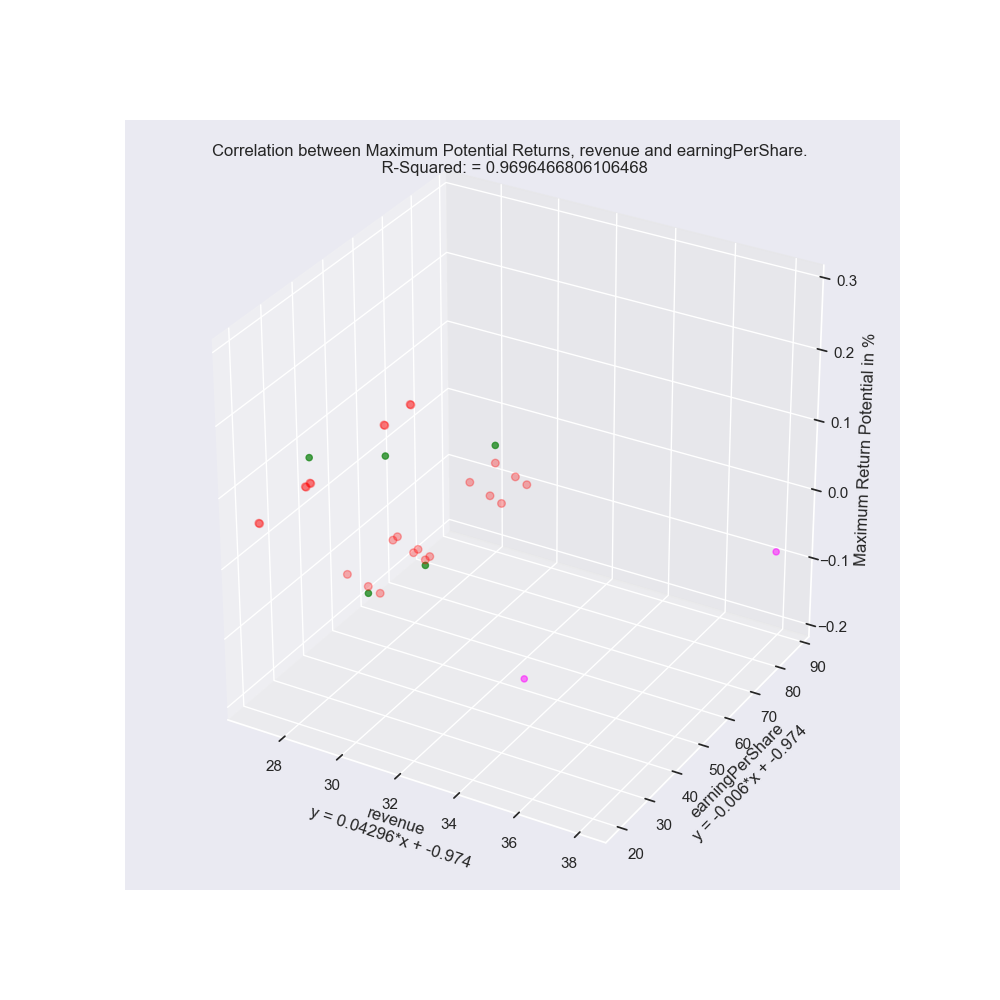 Correlation between Maximum Potential Returns, revenue and earningPerShare.
R-Squared: = 0.9696466806106468
0.3
0.2
0.1
0.0
−0.1
−0.2
Maximum Return Potential in %
90
80
70
60
50
40
30
20
earningPerShare
y = -0.006*x + -0.974
28
30
32
34
36
38
revenue
y = 0.04296*x + -0.974